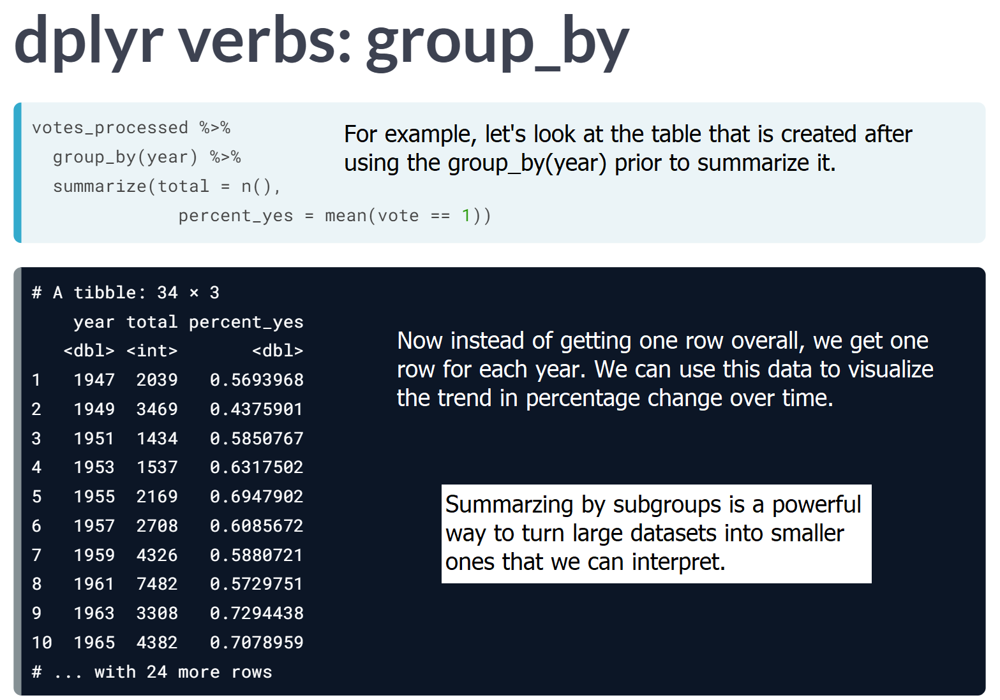 dplyr verbs: group_by
votes_processed %>%
  group_by(year) %>%
  summarize(total = n(),
              percent_yes = mean(vote == 1))
For example, let's look at the table that is created after
using the group_by(year) prior to summarize it.
# A tibble: 34 × 3
    year total percent_yes
   <dbl> <int>       <dbl>
1   1947  2039   0.5693968
2   1949  3469   0.4375901
3   1951  1434   0.5850767
4   1953  1537   0.6317502
5   1955  2169   0.6947902
6   1957  2708   0.6085672
7   1959  4326   0.5880721
8   1961  7482   0.5729751
9   1963  3308   0.7294438
10  1965  4382   0.7078959
# ... with 24 more rows
Now instead of getting one row overall, we get one
row for each year. We can use this data to visualize
the trend in percentage change over time.
Summarzing by subgroups is a powerful
way to turn large datasets into smaller
ones that we can interpret.